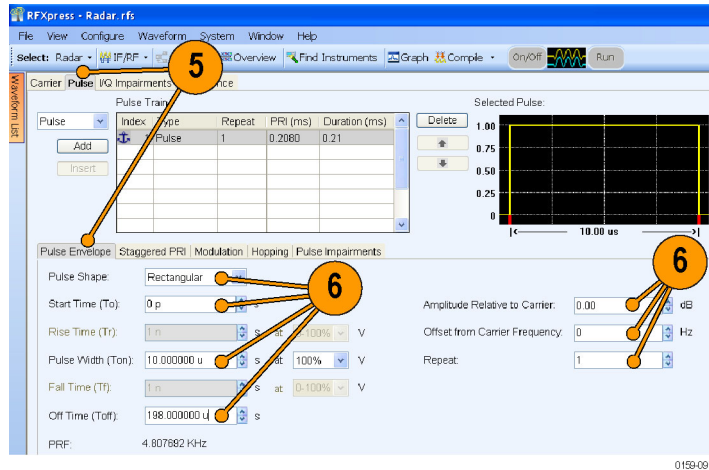 RFXpress - Radar.rfs
File View Configure Waveform System Window Help
Select: Radar IF/RF Overview Find Instruments Graph Compile On/Off Run
5
Waveform List
Carrier Pulse I/Q Impairments
Pulse Train
Selected Pulse:
Pulse Index Type Repeat PRI (ms) Duration (ms) Delete
1 Pulse 1 0.2080 0.21
Add
Insert
1.00
0.75
0.50
0.25
0
10.00 us
Pulse Envelope Staggered PRI Modulation Hopping Pulse Impairments
6
6
Pulse Shape: Rectangular
Start Time (To): 0 p s
Amplitude Relative to Carrier: 0.00 dB
Rise Time (Tr): 1 n s at 0-100% V
Offset from Carrier Frequency: 0 Hz
Pulse Width (Ton): 10.000000 u s at 100% V
Repeat: 1
Fall Time (Tf): 1 n s at 0-100% V
Off Time (Toff): 198.000000 u s
PRF: 4.807692 KHz
0159-09